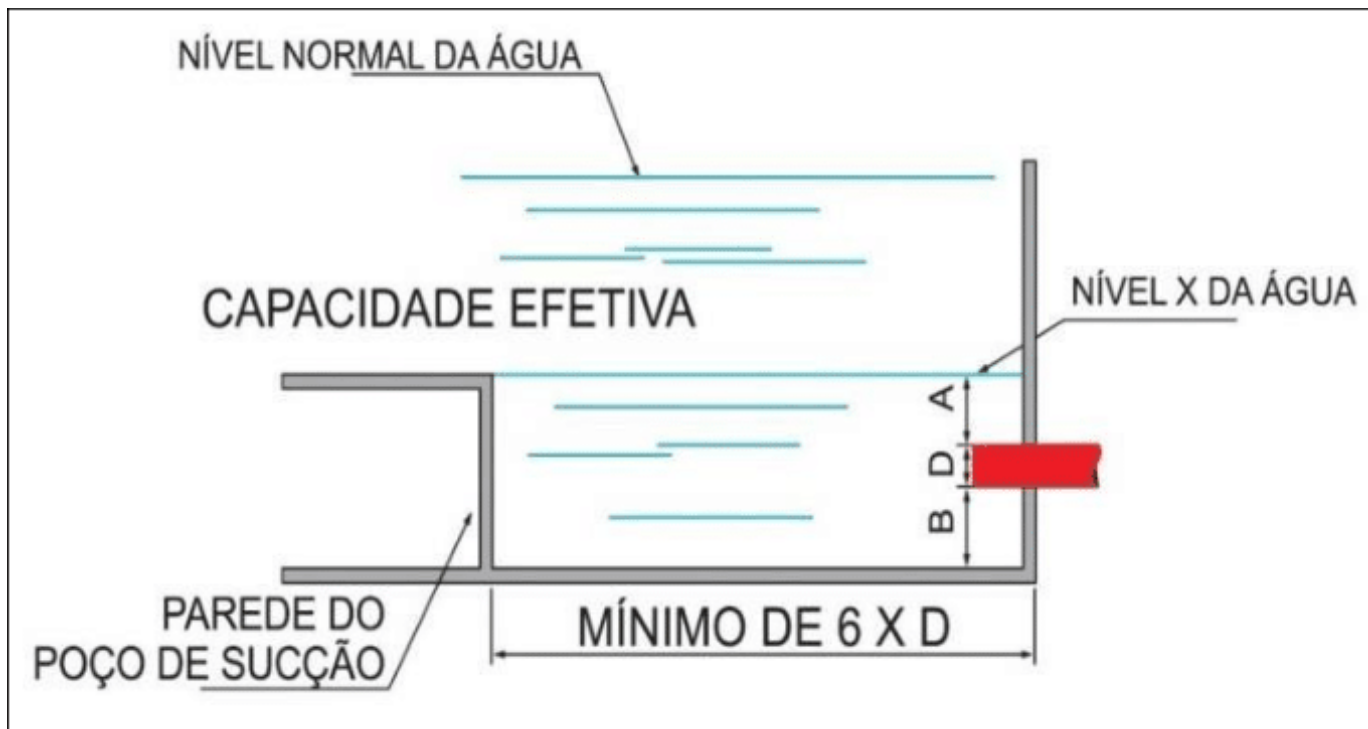 NÍVEL NORMAL DA ÁGUA
CAPACIDADE EFETIVA
NÍVEL X DA ÁGUA
A
D
B
PAREDE DO
POÇO DE SUCÇÃO
MÍNIMO DE 6 X D